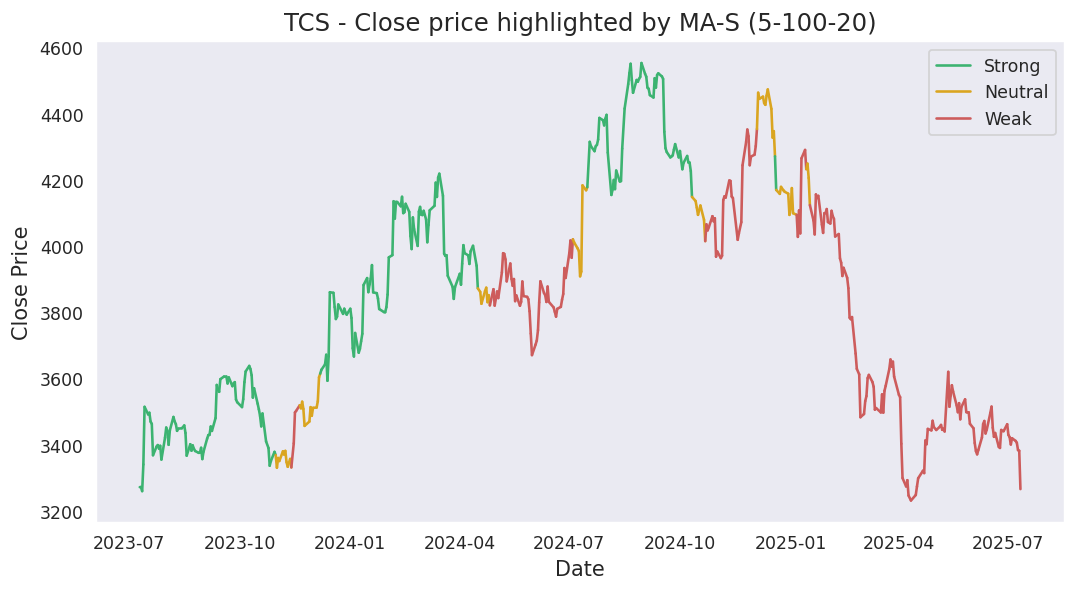 TCS - Close price highlighted by MA-S (5-100-20)
4600
4400
4200
4000
3800
3600
3400
3200
Close Price
Strong
Neutral
Weak
2023-07 2023-10 2024-01 2024-04 2024-07 2024-10 2025-01 2025-04 2025-07
Date